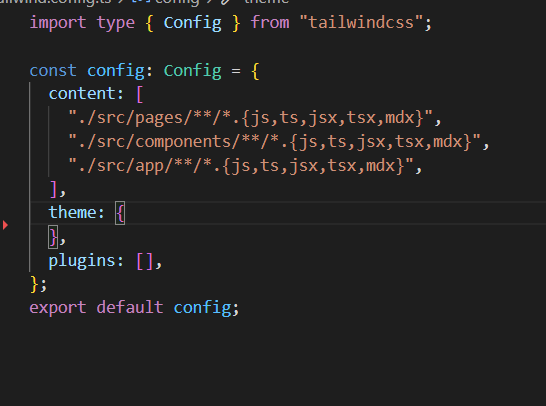 ailwind.config.ts > config > theme
import type { Config } from "tailwindcss";
const config: Config = {
content: [
"./src/pages/**/*.{js,ts,jsx,tsx,mdx}",
"./src/components/**/*.{js,ts,jsx,tsx,mdx}",
"./src/app/**/*.{js,ts,jsx,tsx,mdx}",
],
theme: {
},
plugins: [],
};
export default config;